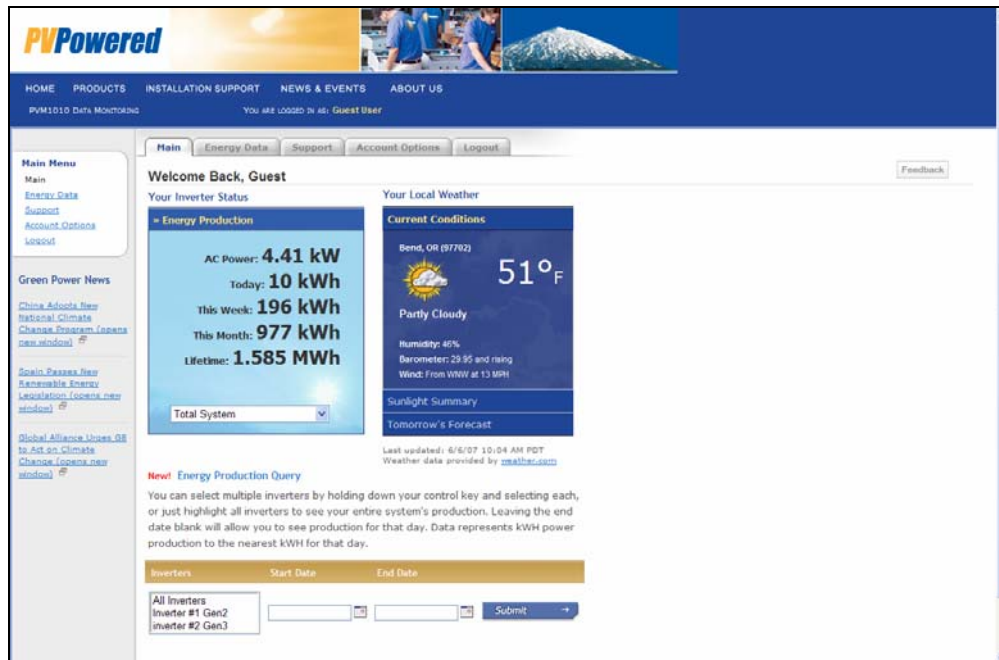 PVPowered
HOME PRODUCTS INSTALLATION SUPPORT NEWS & EVENTS ABOUT US
PVM1010 DATA MONITORING YOU ARE LOGGED IN AS: Guest User
Main Energy Data Support Account Options Logout
Main Menu
Main
Energy Data
Support
Account Options
Logout
Green Power News
China Adopts New
National Climate
Change Program (opens
new window)
Spain Passes New
Renewable Energy
Legislation (opens new
window)
Global Alliance Urges G8
to Act on Climate
Change (opens new
window)
Welcome Back, Guest
Feedback
Your Inverter Status
» Energy Production
AC Power: 4.41 kW
Today: 10 kWh
This Week: 196 kWh
This Month: 977 kWh
Lifetime: 1.585 MWh
Total System
Your Local Weather
Current Conditions
Bend, OR (97702)
51°F
Partly Cloudy
Humidity: 46%
Barometer: 29.95 and rising
Wind: From WNW at 13 MPH
Sunlight Summary
Tomorrow's Forecast
Last updated: 6/6/07 10:04 AM PDT
Weather data provided by weather.com
New! Energy Production Query
You can select multiple inverters by holding down your control key and selecting each,
or just highlight all inverters to see your entire system's production. Leaving the end
date blank will allow you to see production for that day. Data represents kWH power
production to the nearest kWH for that day.
Inverters Start Date End Date
All Inverters
Inverter #1 Gen2
inverter #2 Gen3
Submit